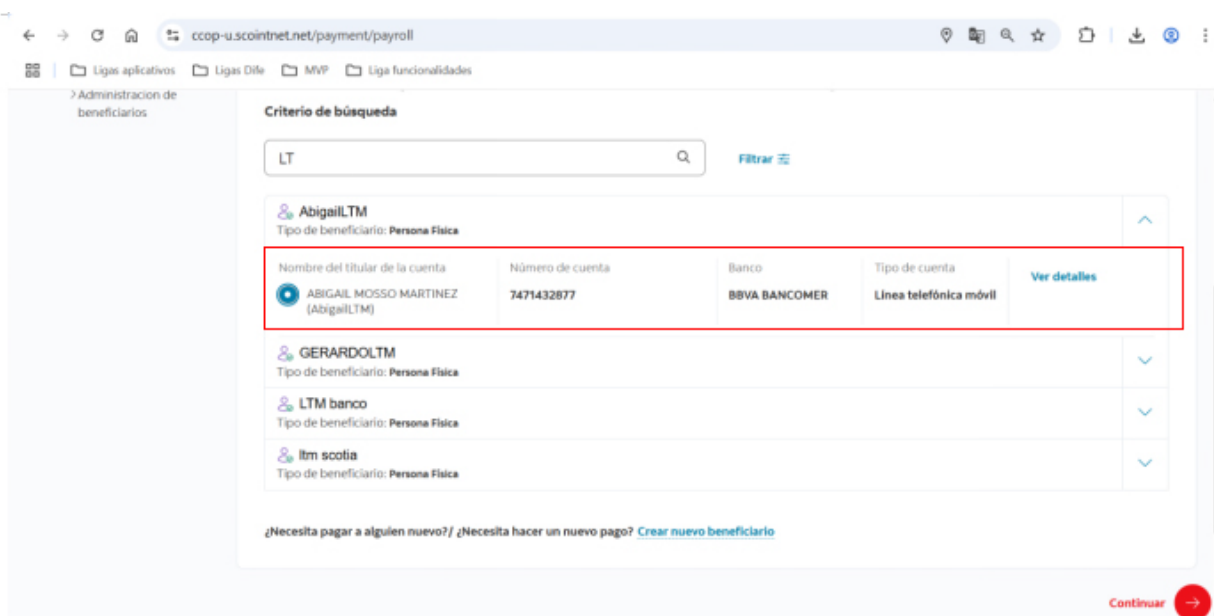 ccop-u.scointnet.net/payment/payroll
Ligas aplicativos Ligas Dife MVP Liga funcionalidades
> Administracion de
beneficiarios
Criterio de búsqueda
LT
Filtrar
AbigailLTM
Tipo de beneficiario: Persona Física
Nombre del titular de la cuenta Número de cuenta Banco Tipo de cuenta Ver detalles
ABIGAIL MOSSO MARTINEZ 7471432877 BBVA BANCOMER Línea telefónica móvil
(AbigailLTM)
GERARDOLTM
Tipo de beneficiario: Persona Física
LTM banco
Tipo de beneficiario: Persona Física
ltm scotia
Tipo de beneficiario: Persona Física
¿Necesita pagar a alguien nuevo?/ ¿Necesita hacer un nuevo pago? Crear nuevo beneficiario
Continuar